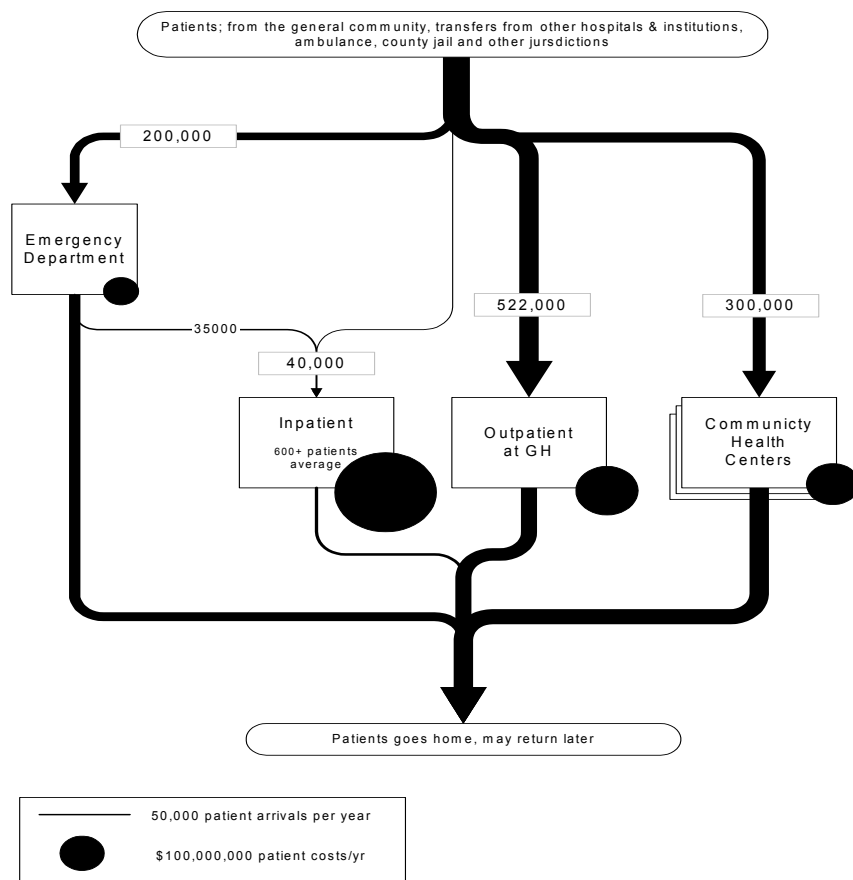 Patients; from the general community, transfers from other hospitals & institutions,
ambulance, county jail and other jursdictions
200,000
Emergency
Department
522,000
300,000
35000
40,000
Inpatient
600+ patients
average
Outpatient
at GH
Communicty
Health
Centers
Patients goes home, may return later
50,000 patient arrivals per year
$100,000,000 patient costs/yr